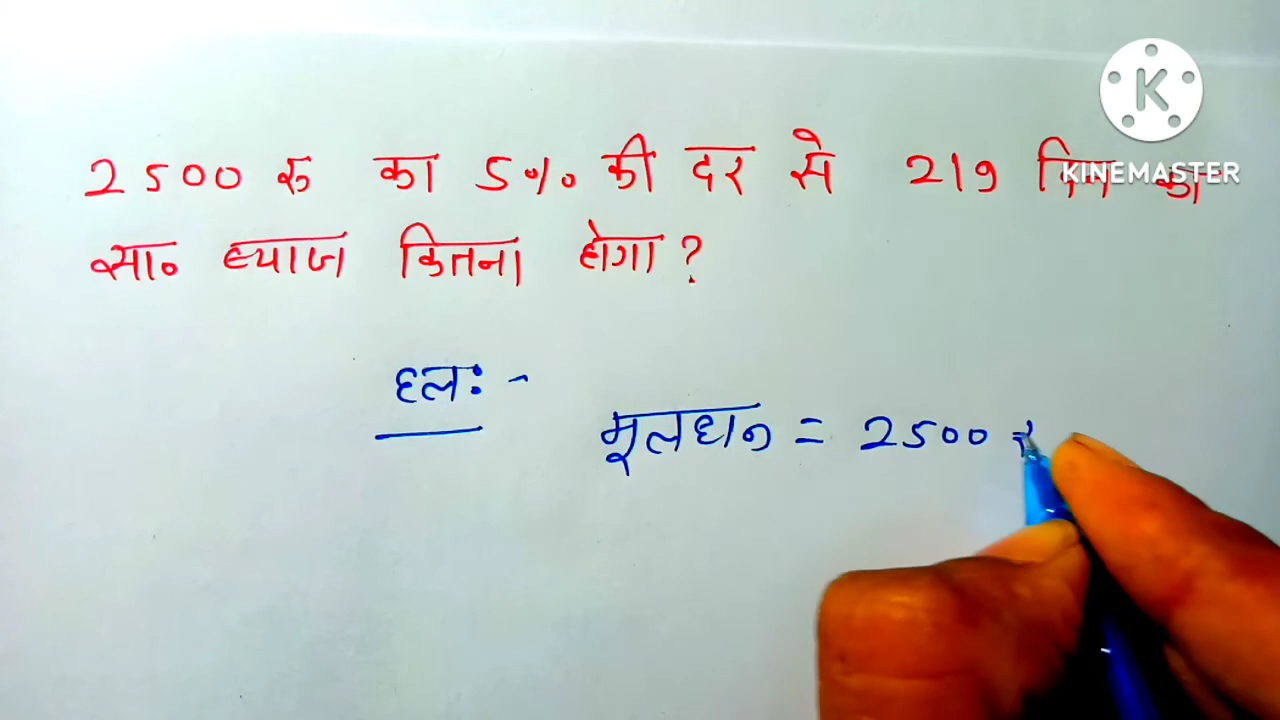 2500 रु का 5% की दर से 219 दिन का
सा० ब्याज कितना होगा?
हलः -
मूलधन = 2500
K
KINEMASTER